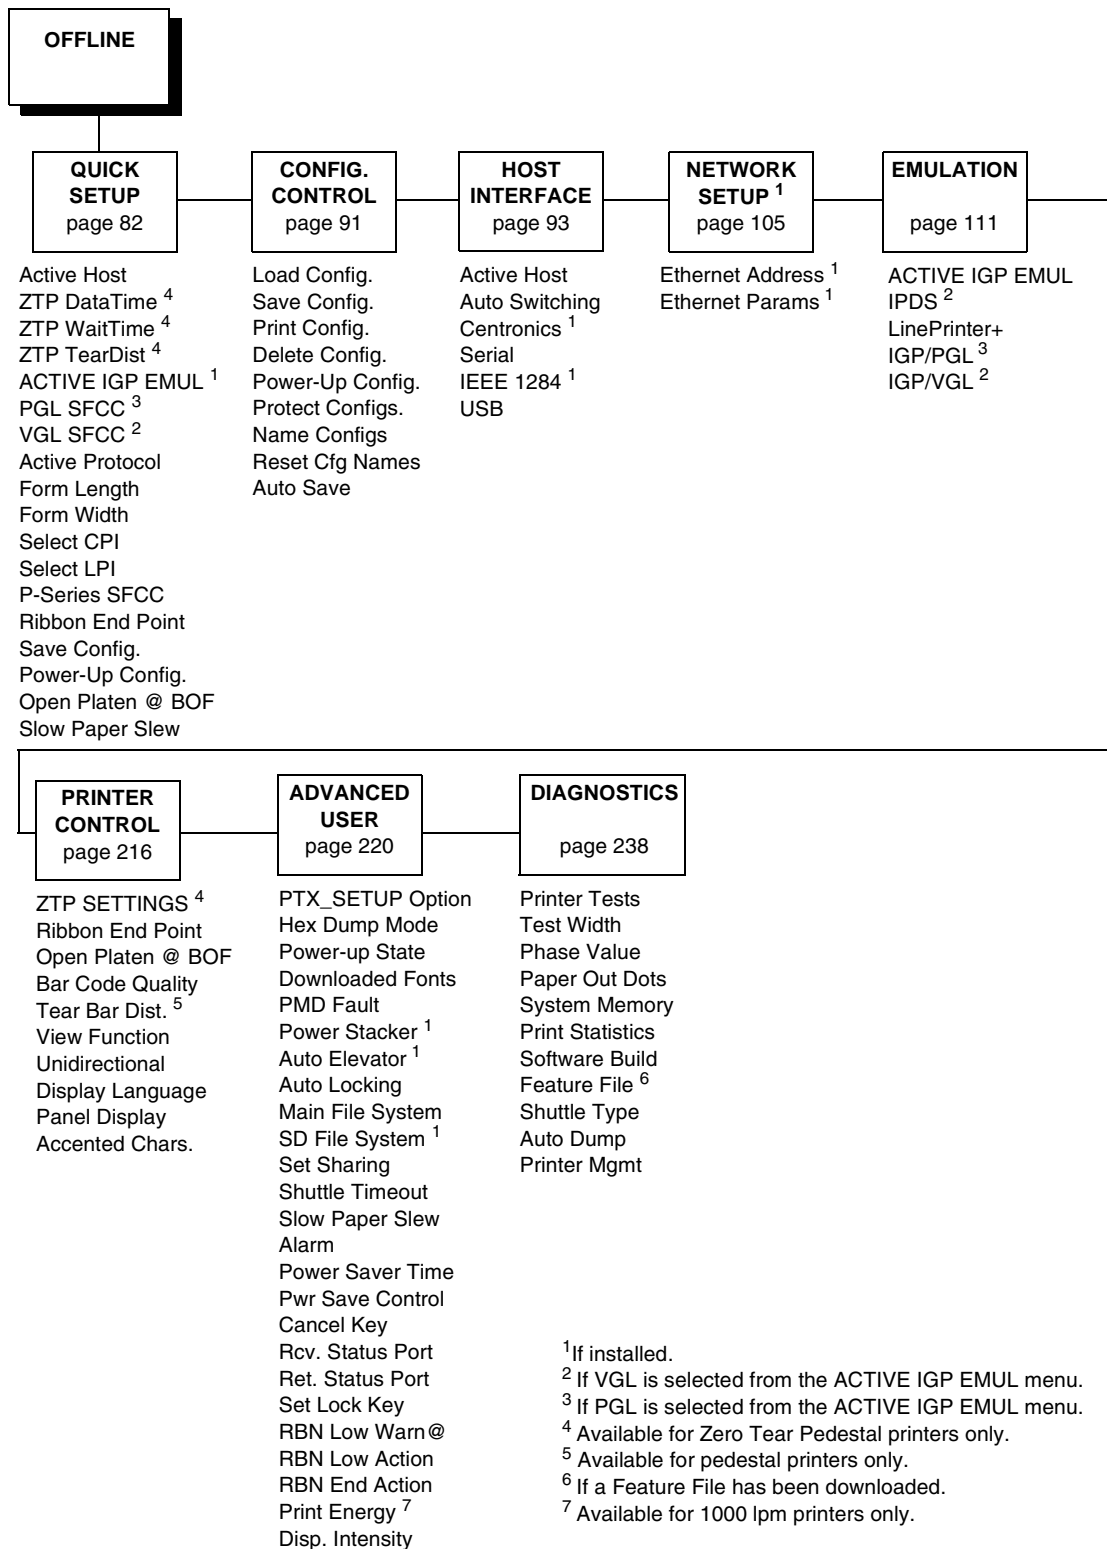 OFFLINE
QUICK
SETUP
page 82
CONFIG.
CONTROL
page 91
HOST
INTERFACE
page 93
NETWORK
SETUP 1
page 105
EMULATION
page 111
Active Host
ZTP DataTime 4
ZTP WaitTime 4
ZTP TearDist 4
ACTIVE IGP EMUL 1
PGL SFCC 3
VGL SFCC 2
Active Protocol
Form Length
Form Width
Select CPI
Select LPI
P-Series SFCC
Ribbon End Point
Save Config.
Power-Up Config.
Open Platen @ BOF
Slow Paper Slew
Load Config.
Save Config.
Print Config.
Delete Config.
Power-Up Config.
Protect Configs.
Name Configs
Reset Cfg Names
Auto Save
Active Host
Auto Switching
Centronics 1
Serial
IEEE 1284 1
USB
Ethernet Address 1
Ethernet Params 1
ACTIVE IGP EMUL
IPDS 2
LinePrinter+
IGP/PGL 3
IGP/VGL 2
PRINTER
CONTROL
page 216
ADVANCED
USER
page 220
DIAGNOSTICS
page 238
ZTP SETTINGS 4
Ribbon End Point
Open Platen @ BOF
Bar Code Quality
Tear Bar Dist. 5
View Function
Unidirectional
Display Language
Panel Display
Accented Chars.
PTX_SETUP Option
Hex Dump Mode
Power-up State
Downloaded Fonts
PMD Fault
Power Stacker 1
Auto Elevator 1
Auto Locking
Main File System
SD File System 1
Set Sharing
Shuttle Timeout
Slow Paper Slew
Alarm
Power Saver Time
Pwr Save Control
Cancel Key
Rcv. Status Port
Ret. Status Port
Set Lock Key
RBN Low Warn@
RBN Low Action
RBN End Action
Print Energy 7
Disp. Intensity
Printer Tests
Test Width
Phase Value
Paper Out Dots
System Memory
Print Statistics
Software Build
Feature File 6
Shuttle Type
Auto Dump
Printer Mgmt
1 If installed.
2 If VGL is selected from the ACTIVE IGP EMUL menu.
3 If PGL is selected from the ACTIVE IGP EMUL menu.
4 Available for Zero Tear Pedestal printers only.
5 Available for pedestal printers only.
6 If a Feature File has been downloaded.
7 Available for 1000 lpm printers only.